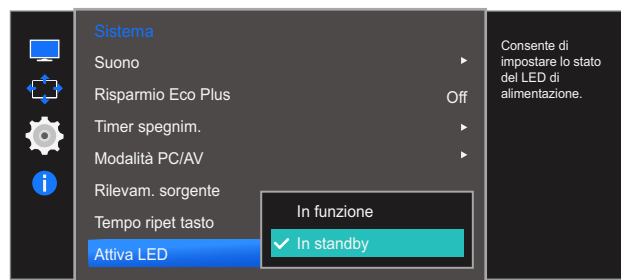 Sistema
Suono
Risparmio Eco Plus
Off
Timer spegnim.
Modalità PC/AV
Rilevam. sorgente
Tempo ripet tasto
Attiva LED
In funzione
In standby
Consente di
impostare lo stato
del LED di
alimentazione.